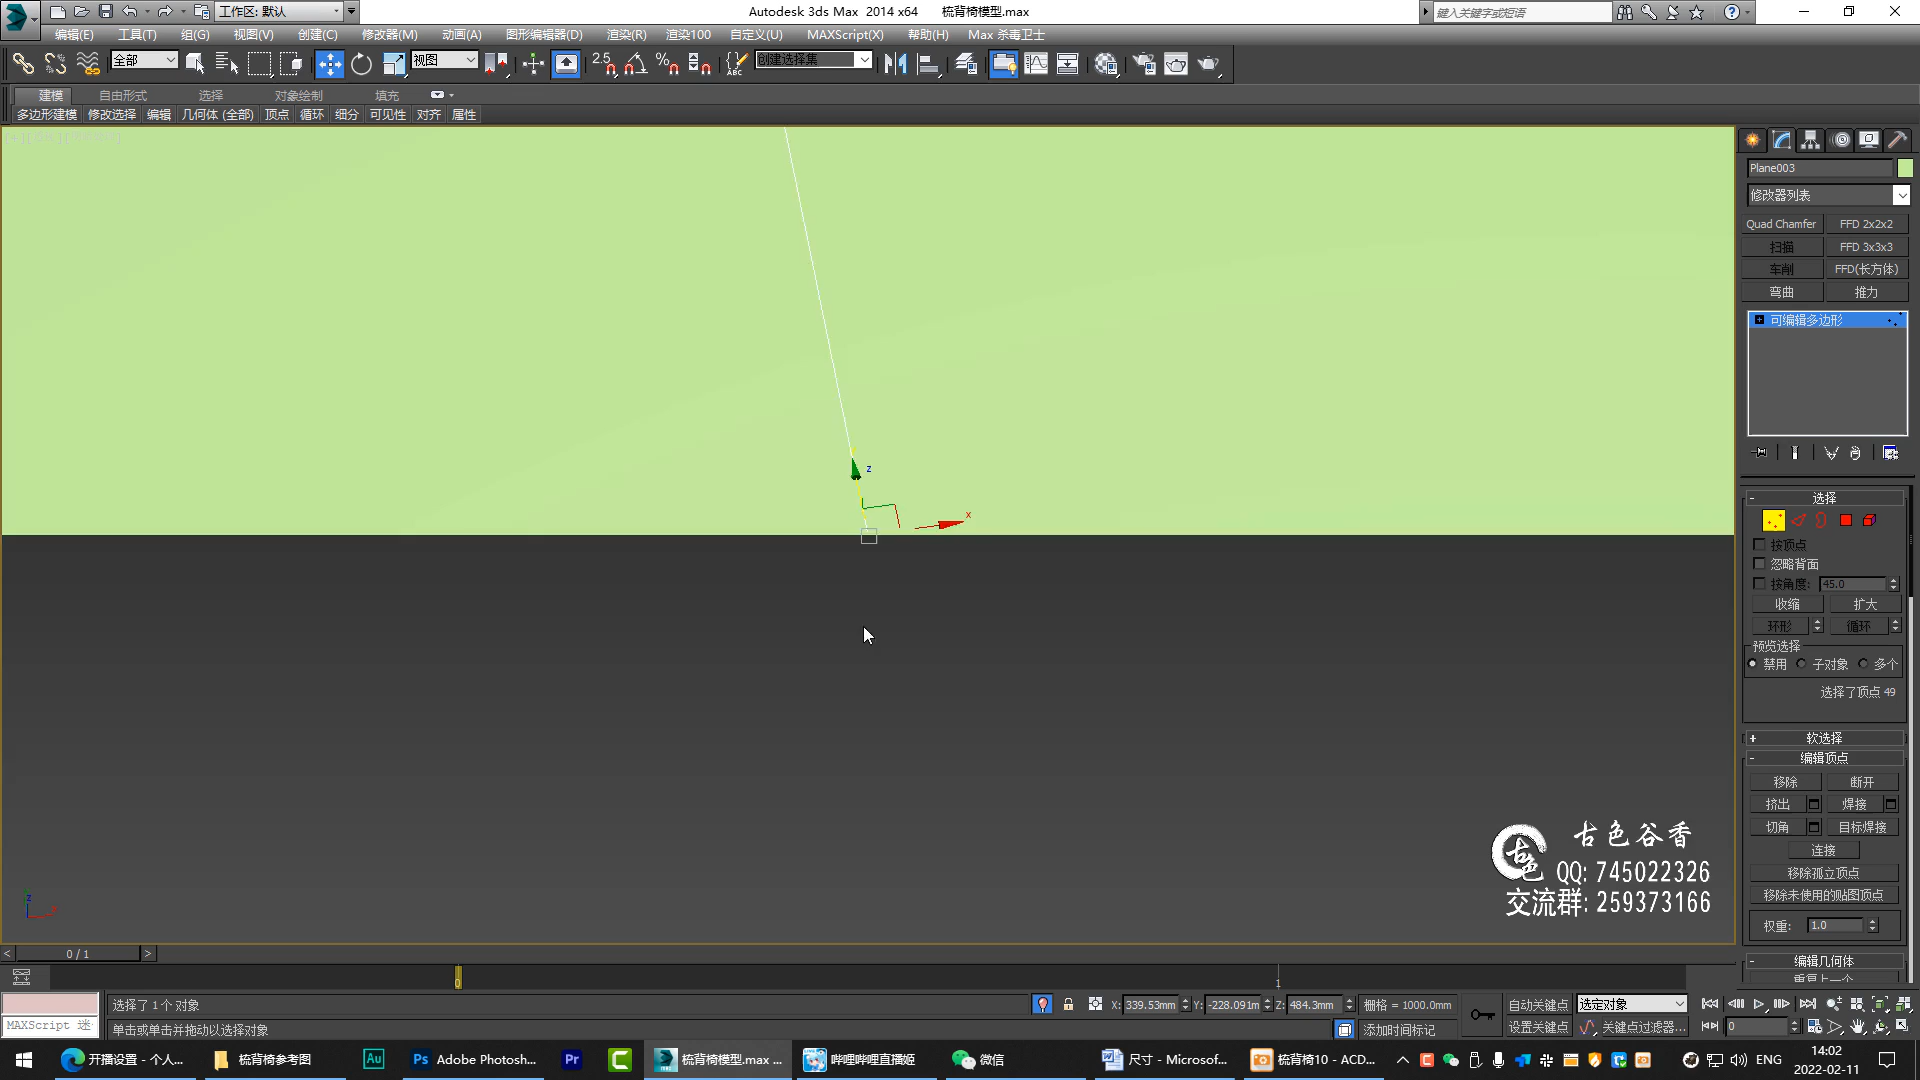 工作区: 默认
Autodesk 3ds Max  2014 x64    梳背椅模型.max
键入关键字或短语
编辑(E) 工具(T) 组(G) 视图(V) 创建(C) 修改器(M) 动画(A) 图形编辑器(D) 渲染(R) 渲染100 自定义(U) MAXScript(X) 帮助(H) Max 杀毒卫士
全部 视图 2.5 创建选择集
建模 自由形式 选择 对象绘制 填充
多边形建模 修改选择 编辑 几何体 (全部) 顶点 循环 细分 可见性 对齐 属性
Plane003
修改器列表
Quad Chamfer FFD 2x2x2
扫描 FFD 3x3x3
车削 FFD(长方体)
弯曲 推力
可编辑多边形
z
x
选择
按顶点
忽略背面
按角度: 45.0
收缩 扩大
环形 循环
预览选择
禁用 子对象 多个
选择了顶点 49
软选择
编辑顶点
移除 断开
挤出 焊接
切角 目标焊接
连接
移除孤立顶点
移除未使用的贴图顶点
权重: 1.0
编辑几何体
重复上一个
古色谷香
QQ: 745022326
交流群: 259373166
z
0 / 1
0 1
选择了 1 个 对象
X: 339.53mm Y: -228.091m Z: 484.3mm 栅格 = 1000.0mm 自动关键点 选定对象
MAXScript 迷
单击或单击并拖动以选择对象
添加时间标记 设置关键点 关键点过滤器... 0
开播设置 - 个人... 梳背椅参考图 Au Ps Adobe Photosh... Pr 梳背椅模型.max ... 哔哩哔哩直播姬 微信 尺寸 - Microsof... 梳背椅10 - ACD... ENG
14:02
2022-02-11